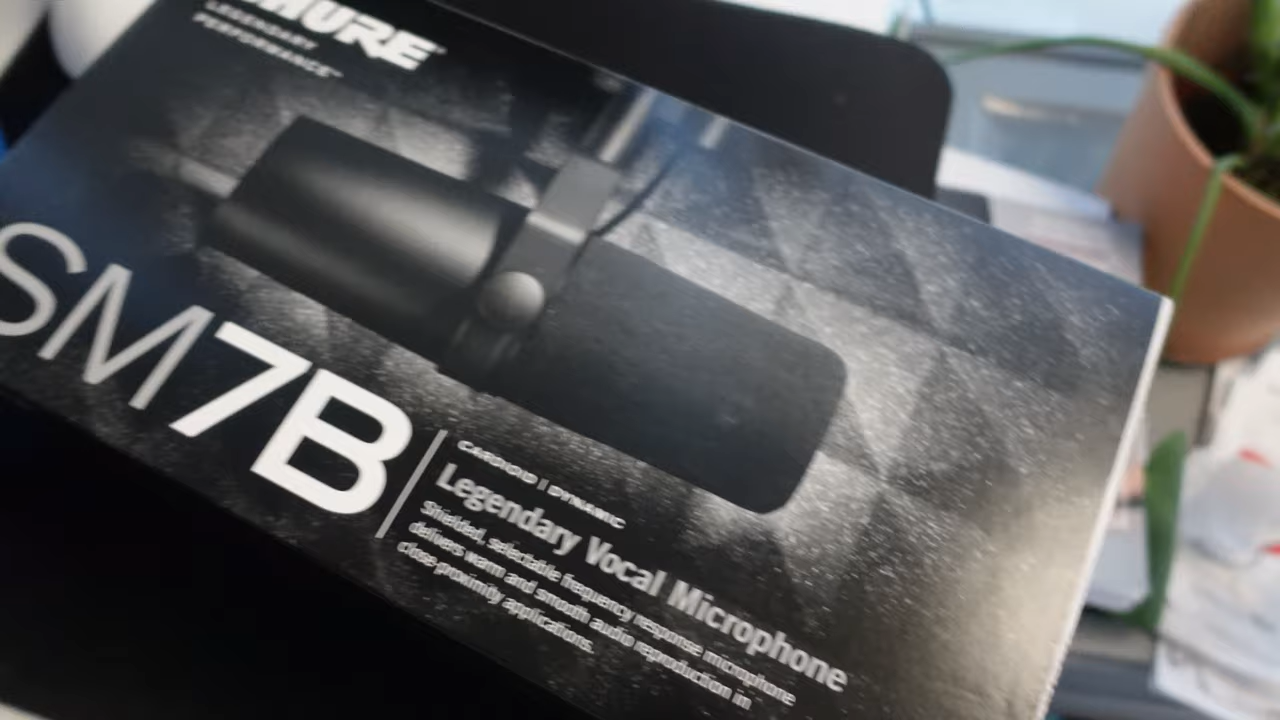 SHURE
LEGENDARY
PERFORMANCE™
SM7B
CARDIOID | DYNAMIC
Legendary Vocal Microphone
Shielded, selectable frequency response microphone
delivers warm and smooth audio reproduction in
close proximity applications.